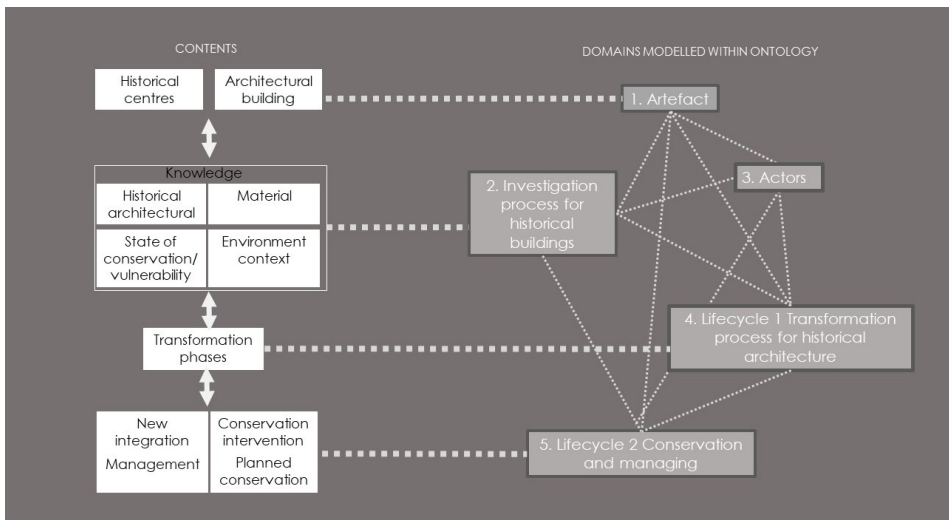 CONTENTS
DOMAINS MODELLED WITHIN ONTOLOGY
Historical
centres
Architectural
building
1. Artefact
Knowledge
Historical
architectural
Material
State of
conservation/
vulnerability
Environment
context
2. Investigation
process for
historical
buildings
3. Actors
Transformation
phases
4. Lifecycle 1 Transformation
process for historical
architecture
New
integration
Management
Conservation
intervention
Planned
conservation
5. Lifecycle 2 Conservation
and managing